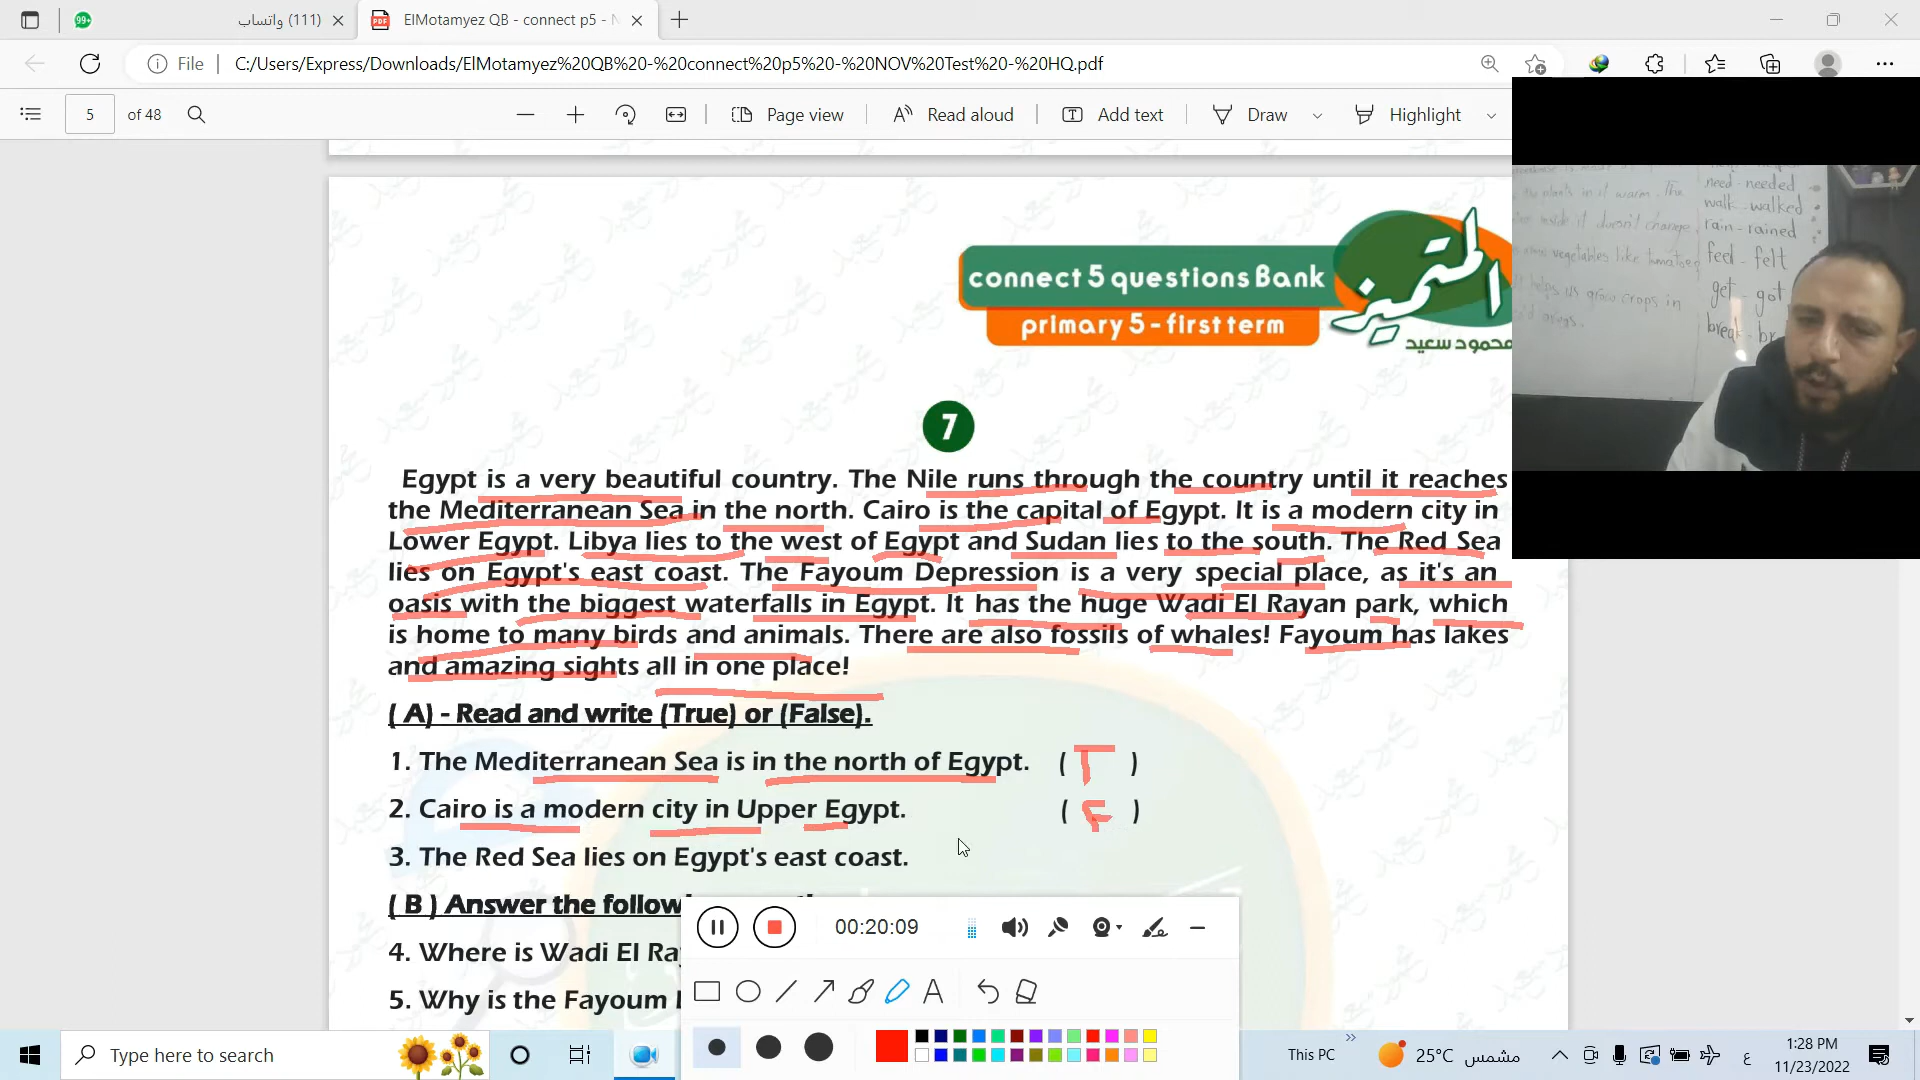 99+
واتساب (111)
ElMotamyez QB - connect p5 - N
File
C:/Users/Express/Downloads/ElMotamyez%20QB%20-%20connect%20p5%20-%20NOV%20Test%20-%20HQ.pdf
5 of 48
Page view
Read aloud
Add text
Draw
Highlight
need - needed
walk - walked
rain - rained
feel - felt
get - got
connect 5 questions Bank
primary 5 - first term
المتميز
محمود سعيد
7
Egypt is a very beautiful country. The Nile runs through the country until it reaches
the Mediterranean Sea in the north. Cairo is the capital of Egypt. It is a modern city in
Lower Egypt. Libya lies to the west of Egypt and Sudan lies to the south. The Red Sea
lies on Egypt's east coast. The Fayoum Depression is a very special place, as it's an
oasis with the biggest waterfalls in Egypt. It has the huge Wadi El Rayan park, which
is home to many birds and animals. There are also fossils of whales! Fayoum has lakes
and amazing sights all in one place!
( A) - Read and write (True) or (False).
1. The Mediterranean Sea is in the north of Egypt. ( T )
2. Cairo is a modern city in Upper Egypt. ( F )
3. The Red Sea lies on Egypt's east coast.
( B ) Answer the follow
4. Where is Wadi El Ra
5. Why is the Fayoum
00:20:09
Type here to search
This PC
25°C مشمس
ع
1:28 PM
11/23/2022